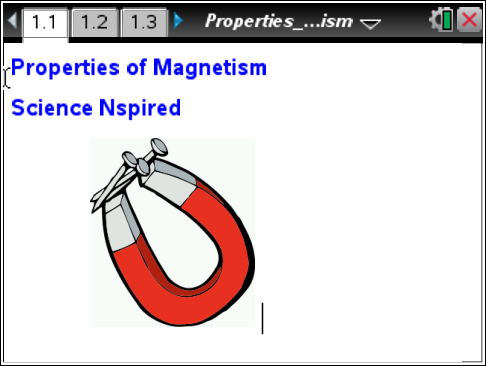 1.1 1.2 1.3 Properties_...ism
Properties of Magnetism
Science Nspired